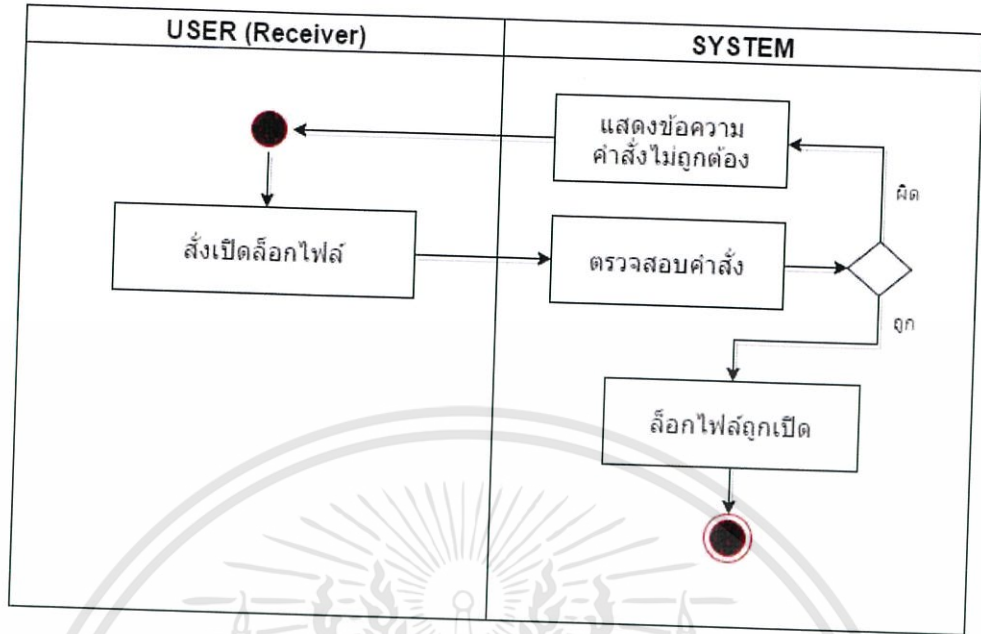 USER (Receiver)
SYSTEM
แสดงข้อความ
คำสั่งไม่ถูกต้อง
ผิด
สั่งเปิดล็อกไฟล์
ตรวจสอบคำสั่ง
ถูก
ล็อกไฟล์ถูกเปิด